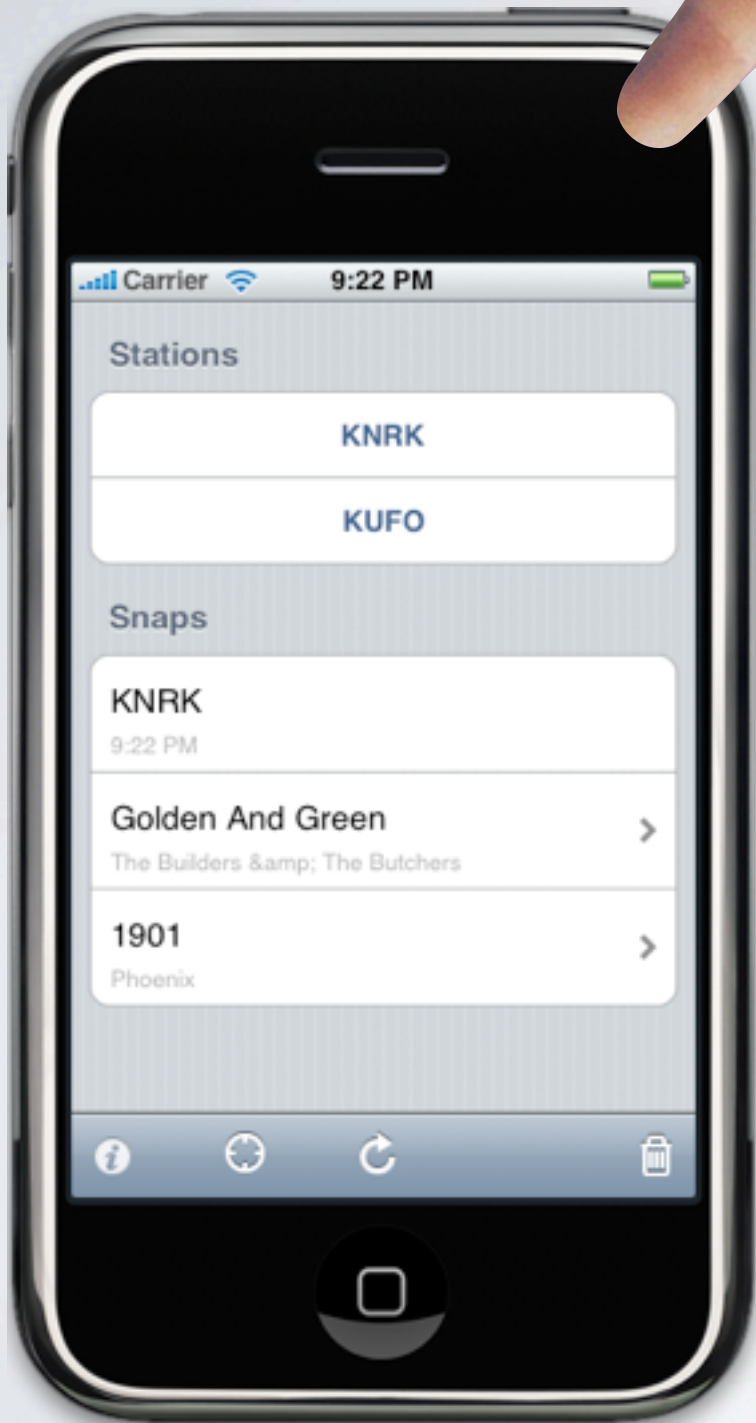 Carrier 9:22 PM
Stations
KNRK
KUFO
Snaps
KNRK
9:22 PM
Golden And Green
The Builders &amp; The Butchers
1901
Phoenix